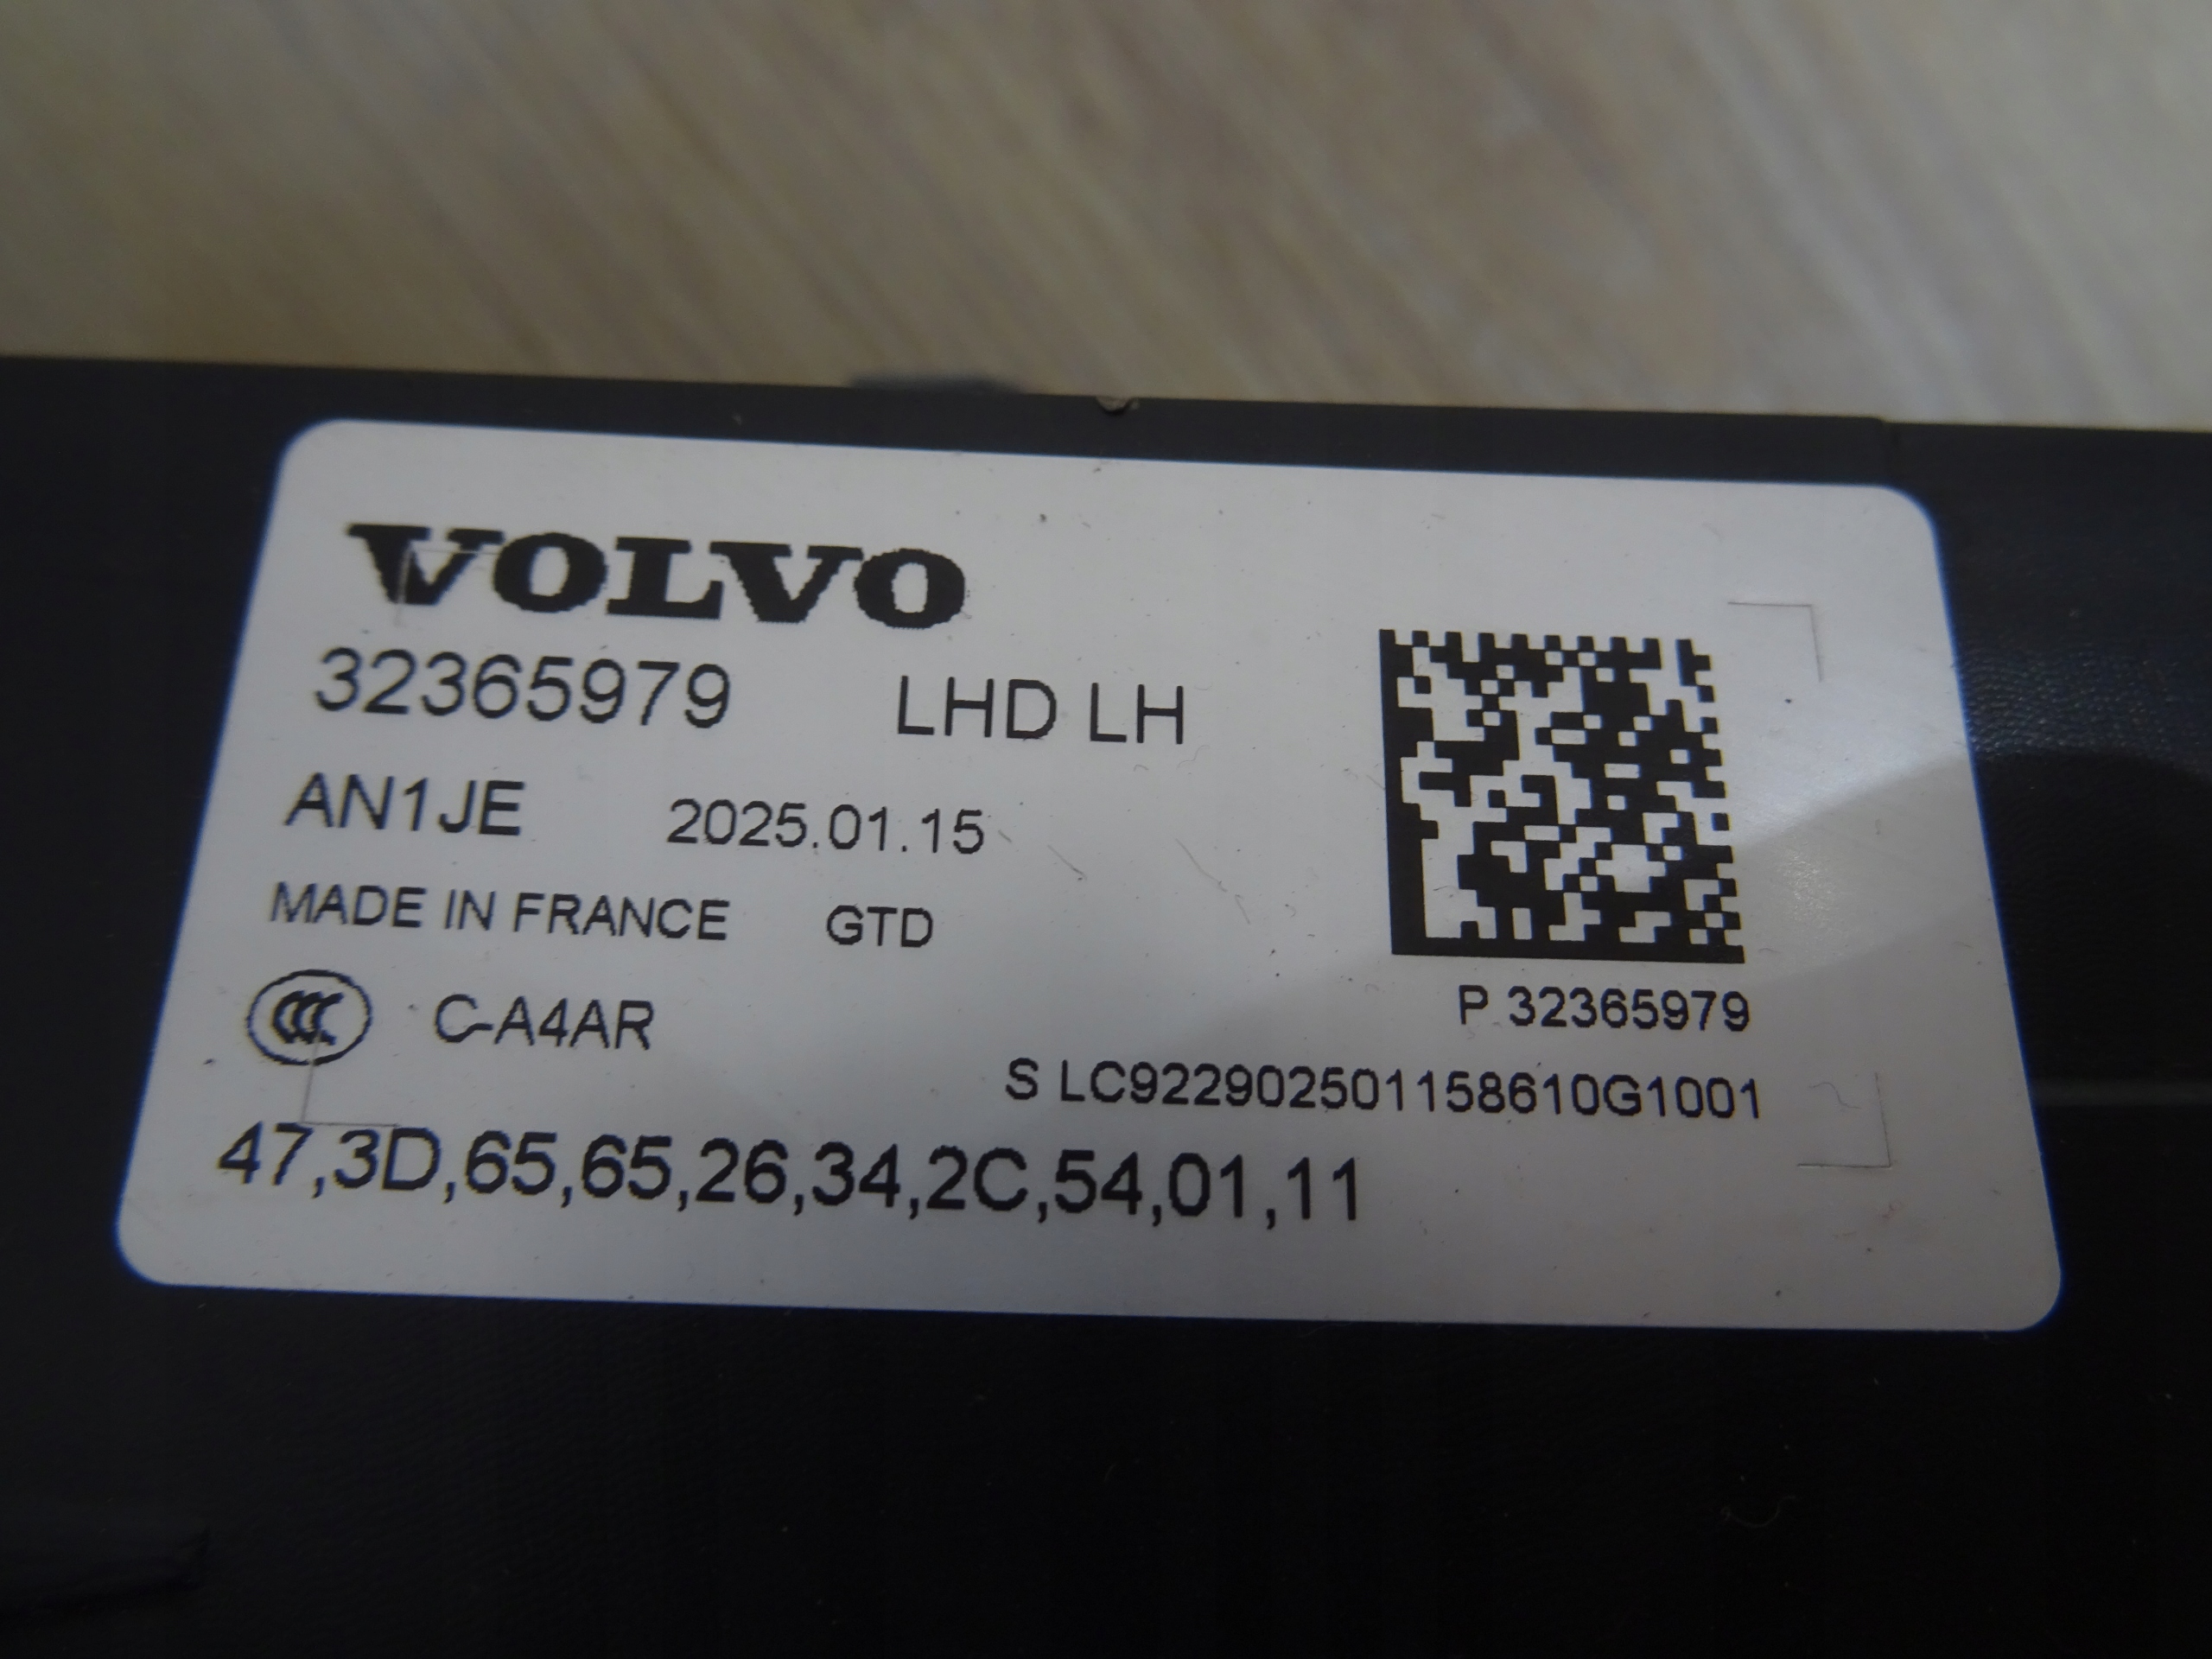 VOLVO
32365979 LHD LH
AN1JE 2025.01.15
MADE IN FRANCE GTD
CCC C-A4AR
P 32365979
S LC922902501158610G1001
47,3D,65,65,26,34,2C,54,01,11